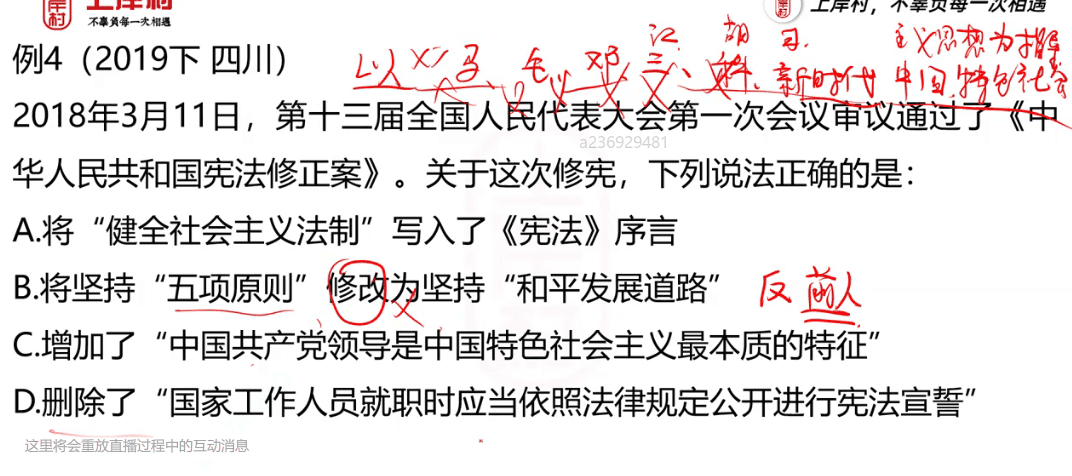 岸村
上岸村
不辜负每一次相遇
上岸村，不辜负每一次相遇
例4（2019下 四川）
以 马、毛 邓 三、科、新时代 中国 特色社会
江 胡 习 主义思想为指导
2018年3月11日，第十三届全国人民代表大会第一次会议审议通过了《中
a236929481
华人民共和国宪法修正案》。关于这次修宪，下列说法正确的是：
A.将“健全社会主义法制”写入了《宪法》序言
B.将坚持“五项原则”修改为坚持“和平发展道路” 反
C.增加了“中国共产党领导是中国特色社会主义最本质的特征”
D.删除了“国家工作人员就职时应当依照法律规定公开进行宪法宣誓”
这里将会重放直播过程中的互动消息